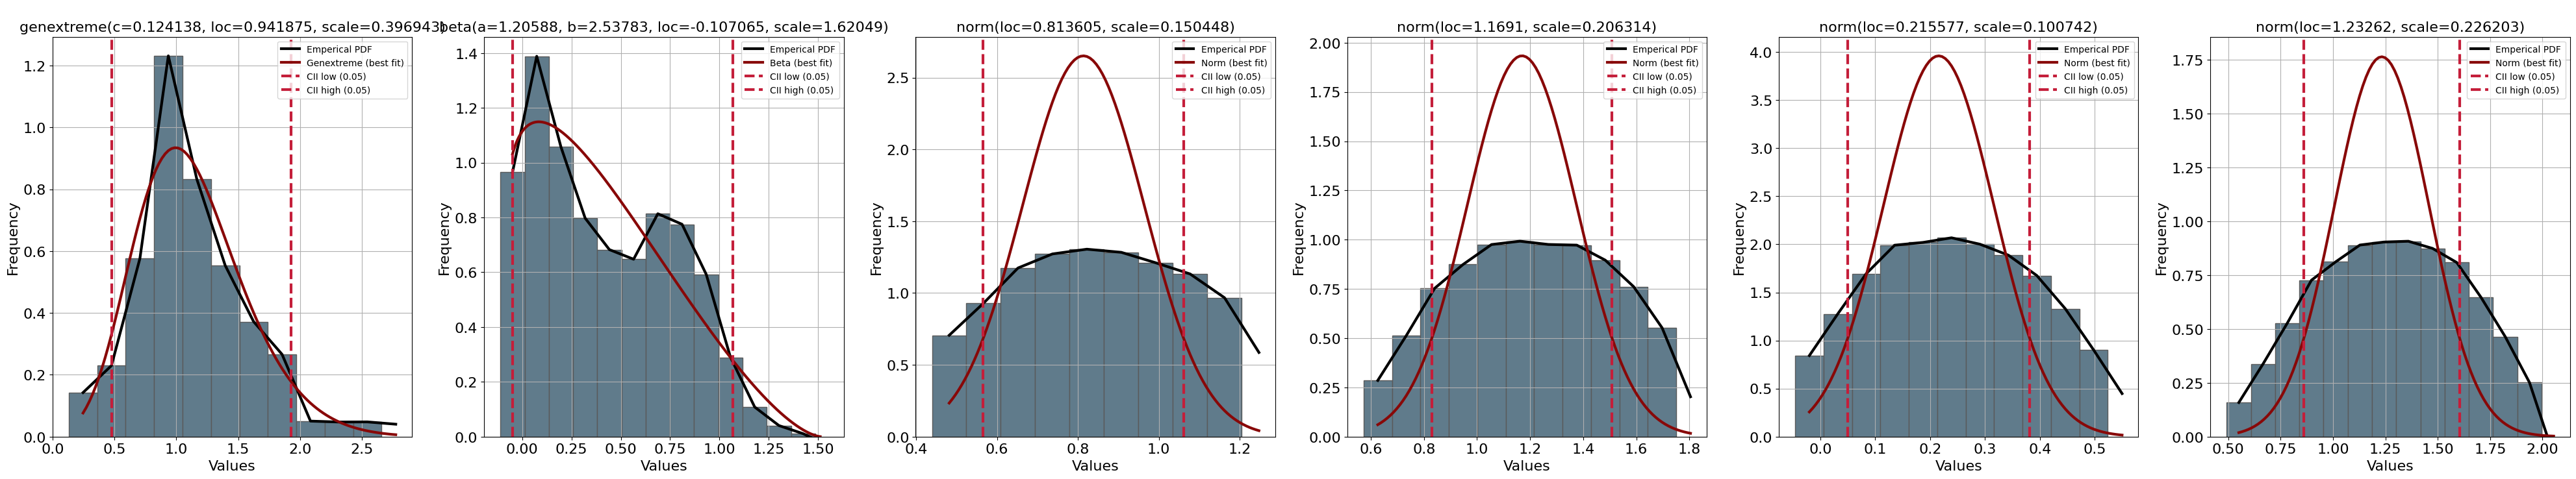 genextreme(c=0.124138, loc=0.941875, scale=0.396943)
Emperical PDF
Genextreme (best fit)
CII low (0.05)
CII high (0.05)
Frequency
1.2
1.0
0.8
0.6
0.4
0.2
0.0
0.0 0.5 1.0 1.5 2.0 2.5
Values
beta(a=1.20588, b=2.53783, loc=-0.107065, scale=1.62049)
Emperical PDF
Beta (best fit)
CII low (0.05)
CII high (0.05)
Frequency
1.4
1.2
1.0
0.8
0.6
0.4
0.2
0.0
0.00 0.25 0.50 0.75 1.00 1.25 1.50
Values
norm(loc=0.813605, scale=0.150448)
Emperical PDF
Norm (best fit)
CII low (0.05)
CII high (0.05)
Frequency
2.5
2.0
1.5
1.0
0.5
0.0
0.4 0.6 0.8 1.0 1.2
Values
norm(loc=1.1691, scale=0.206314)
Emperical PDF
Norm (best fit)
CII low (0.05)
CII high (0.05)
Frequency
2.00
1.75
1.50
1.25
1.00
0.75
0.50
0.25
0.00
0.6 0.8 1.0 1.2 1.4 1.6 1.8
Values
norm(loc=0.215577, scale=0.100742)
Emperical PDF
Norm (best fit)
CII low (0.05)
CII high (0.05)
Frequency
4.0
3.5
3.0
2.5
2.0
1.5
1.0
0.5
0.0
0.0 0.1 0.2 0.3 0.4 0.5
Values
norm(loc=1.23262, scale=0.226203)
Emperical PDF
Norm (best fit)
CII low (0.05)
CII high (0.05)
Frequency
1.75
1.50
1.25
1.00
0.75
0.50
0.25
0.00
0.50 0.75 1.00 1.25 1.50 1.75 2.00
Values